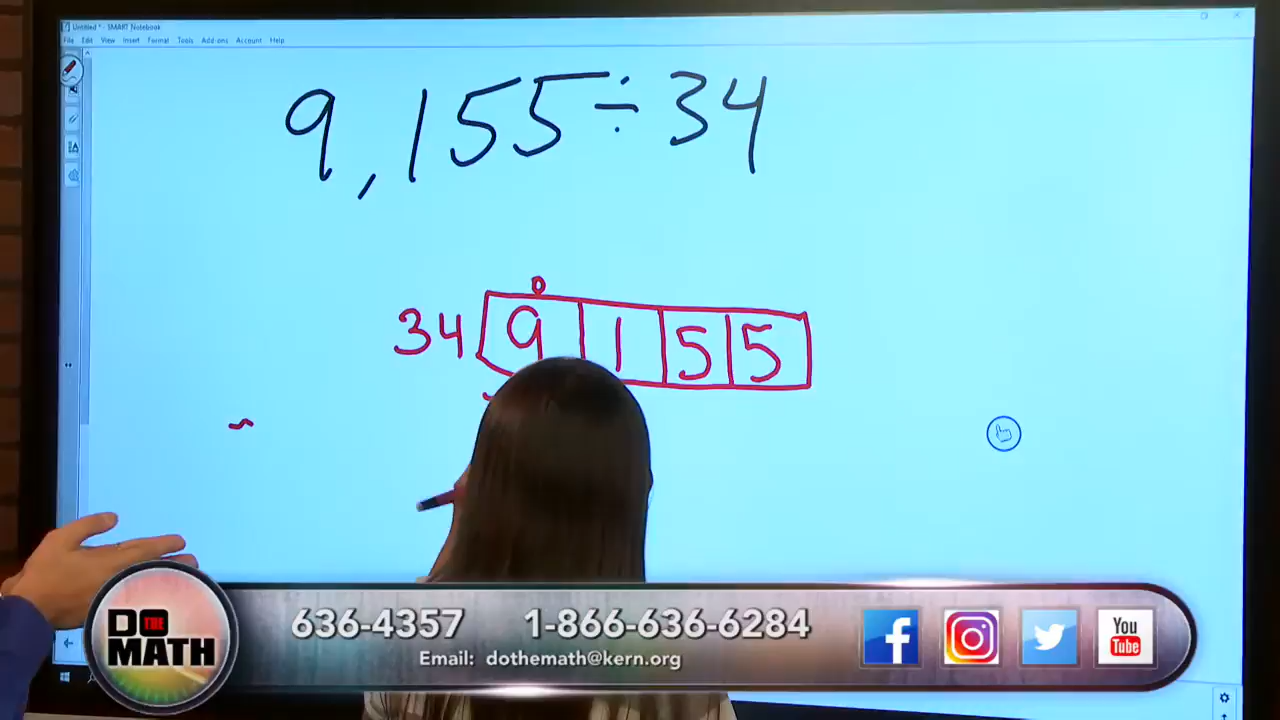 Untitled * - SMART Notebook
File Edit View Insert Format Tools Add-ons Account Help
9,155÷34
0
34 9 1 5 5
DO THE MATH
636-4357 1-866-636-6284
Email: dothemath@kern.org
You Tube